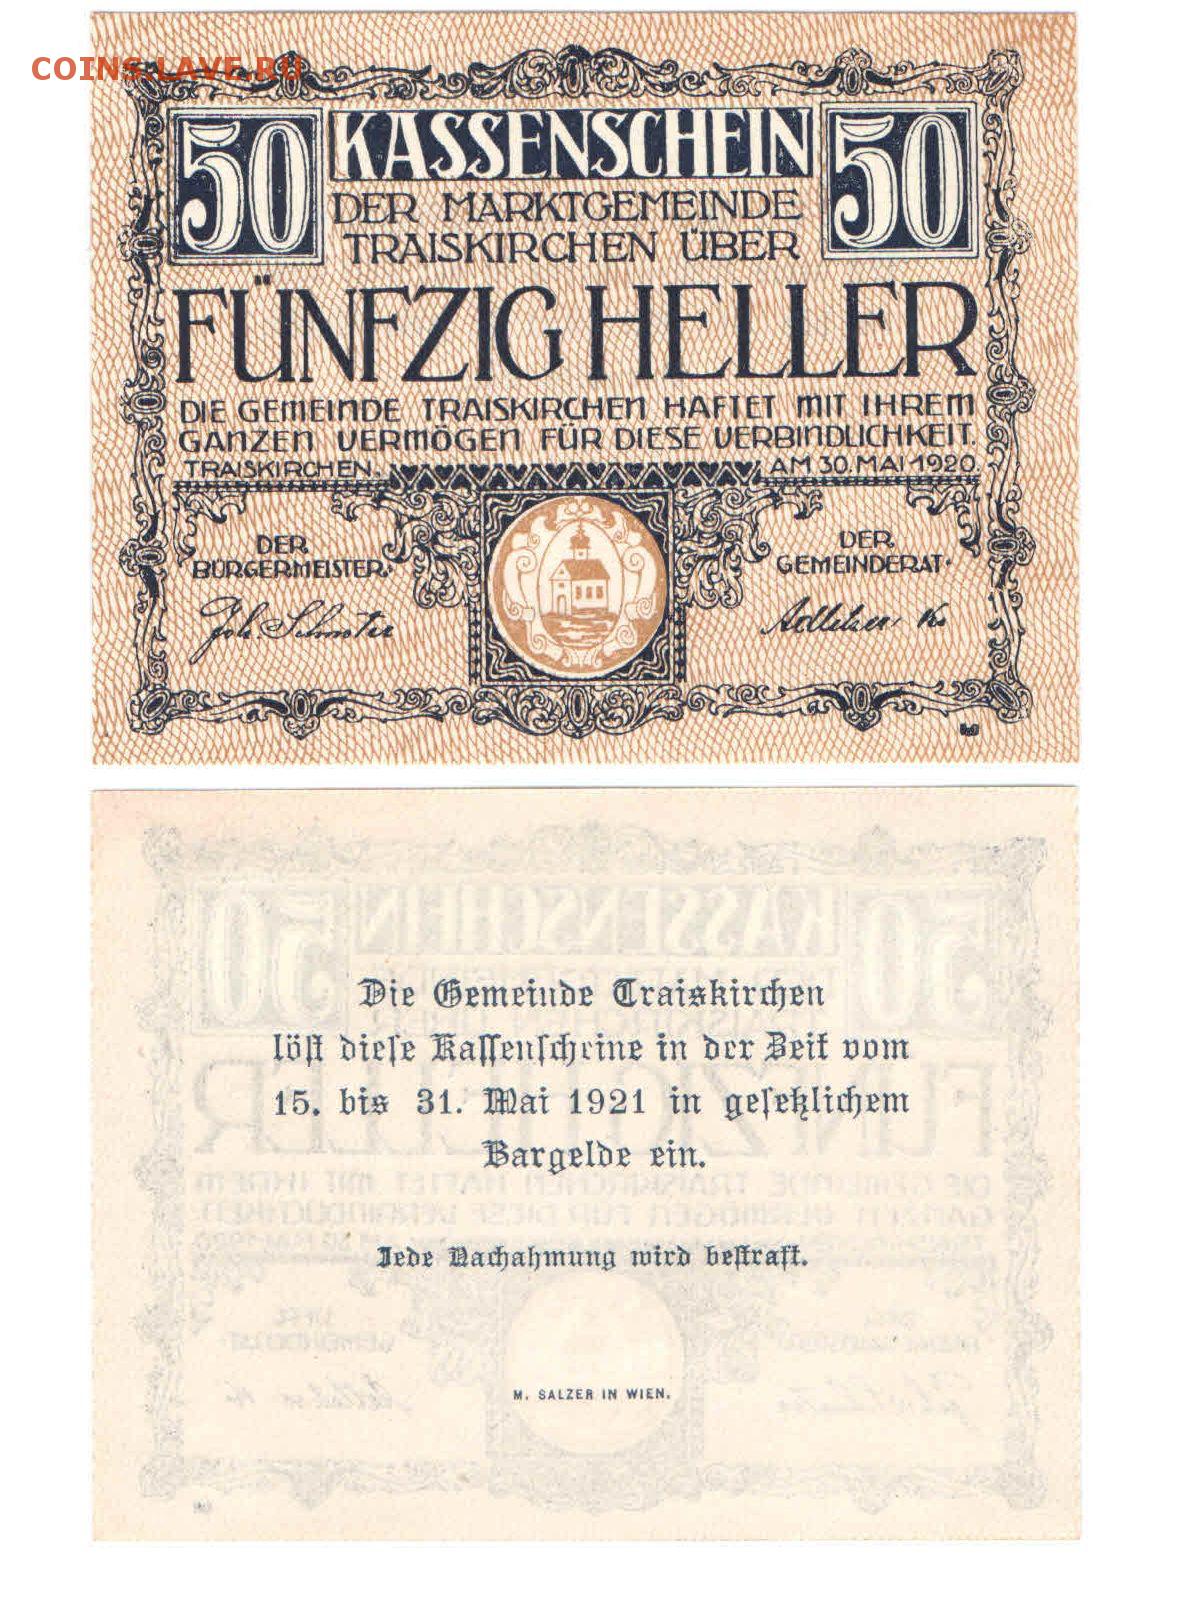 COINS.LAVE.RU
50 KASSENSCHEIN 50
DER MARKTGEMEINDE
TRAISKIRCHEN ÜBER
FÜNFZIG HELLER
DIE GEMEINDE TRAISKIRCHEN HAFTET MIT IHREM
GANZEN VERMÖGEN FÜR DIESE VERBINDLICHKEIT.
TRAISKIRCHEN, AM 30. MAI 1920.
DER BÜRGERMEISTER.
DER GEMEINDERAT.
Die Gemeinde Traiskirchen
löſt dieſe Kaſſenſcheine in der Zeit vom
15. bis 31. Mai 1921 in geſetzlichem
Bargelde ein.
Jede Nachahmung wird beſtraft.
M. SALZER IN WIEN.